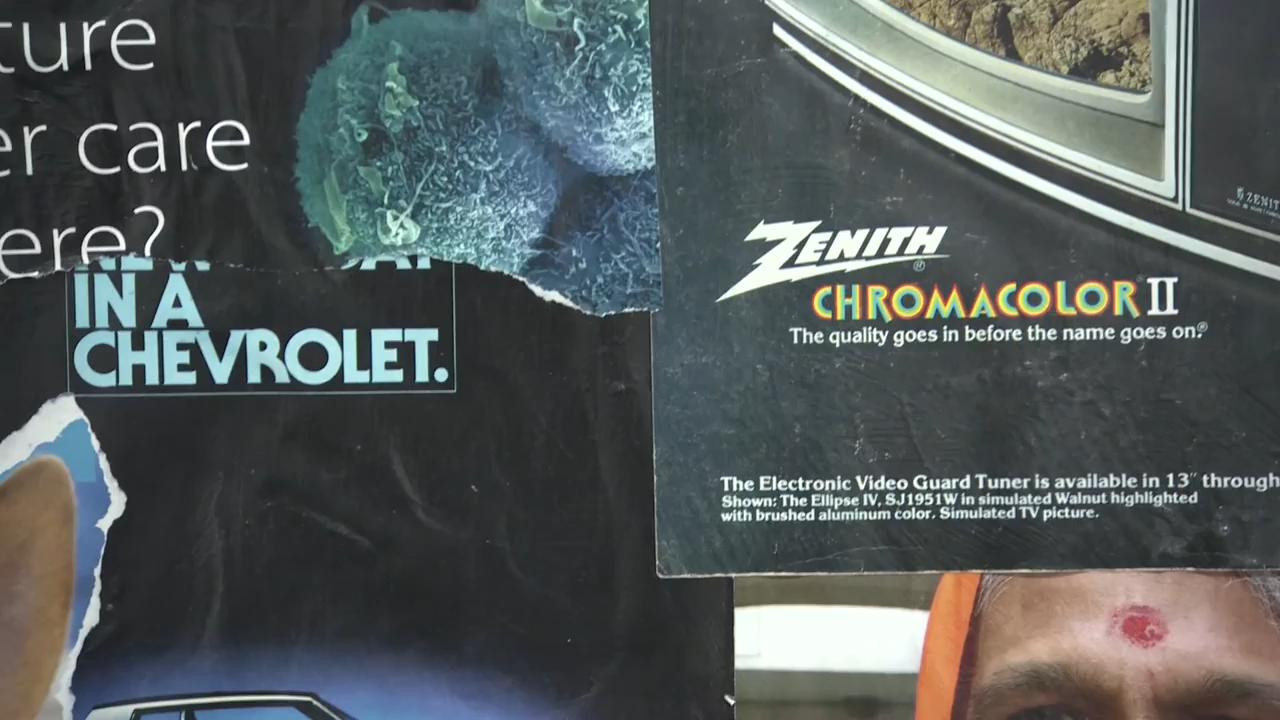 ture
er care
ere?
IN A
CHEVROLET.
ZENIT
ZENITH®
CHROMACOLOR® II
The quality goes in before the name goes on.®
The Electronic Video Guard Tuner is available in 13" through
Shown: The Ellipse IV, SJ1951W in simulated Walnut highlighted
with brushed aluminum color. Simulated TV picture.